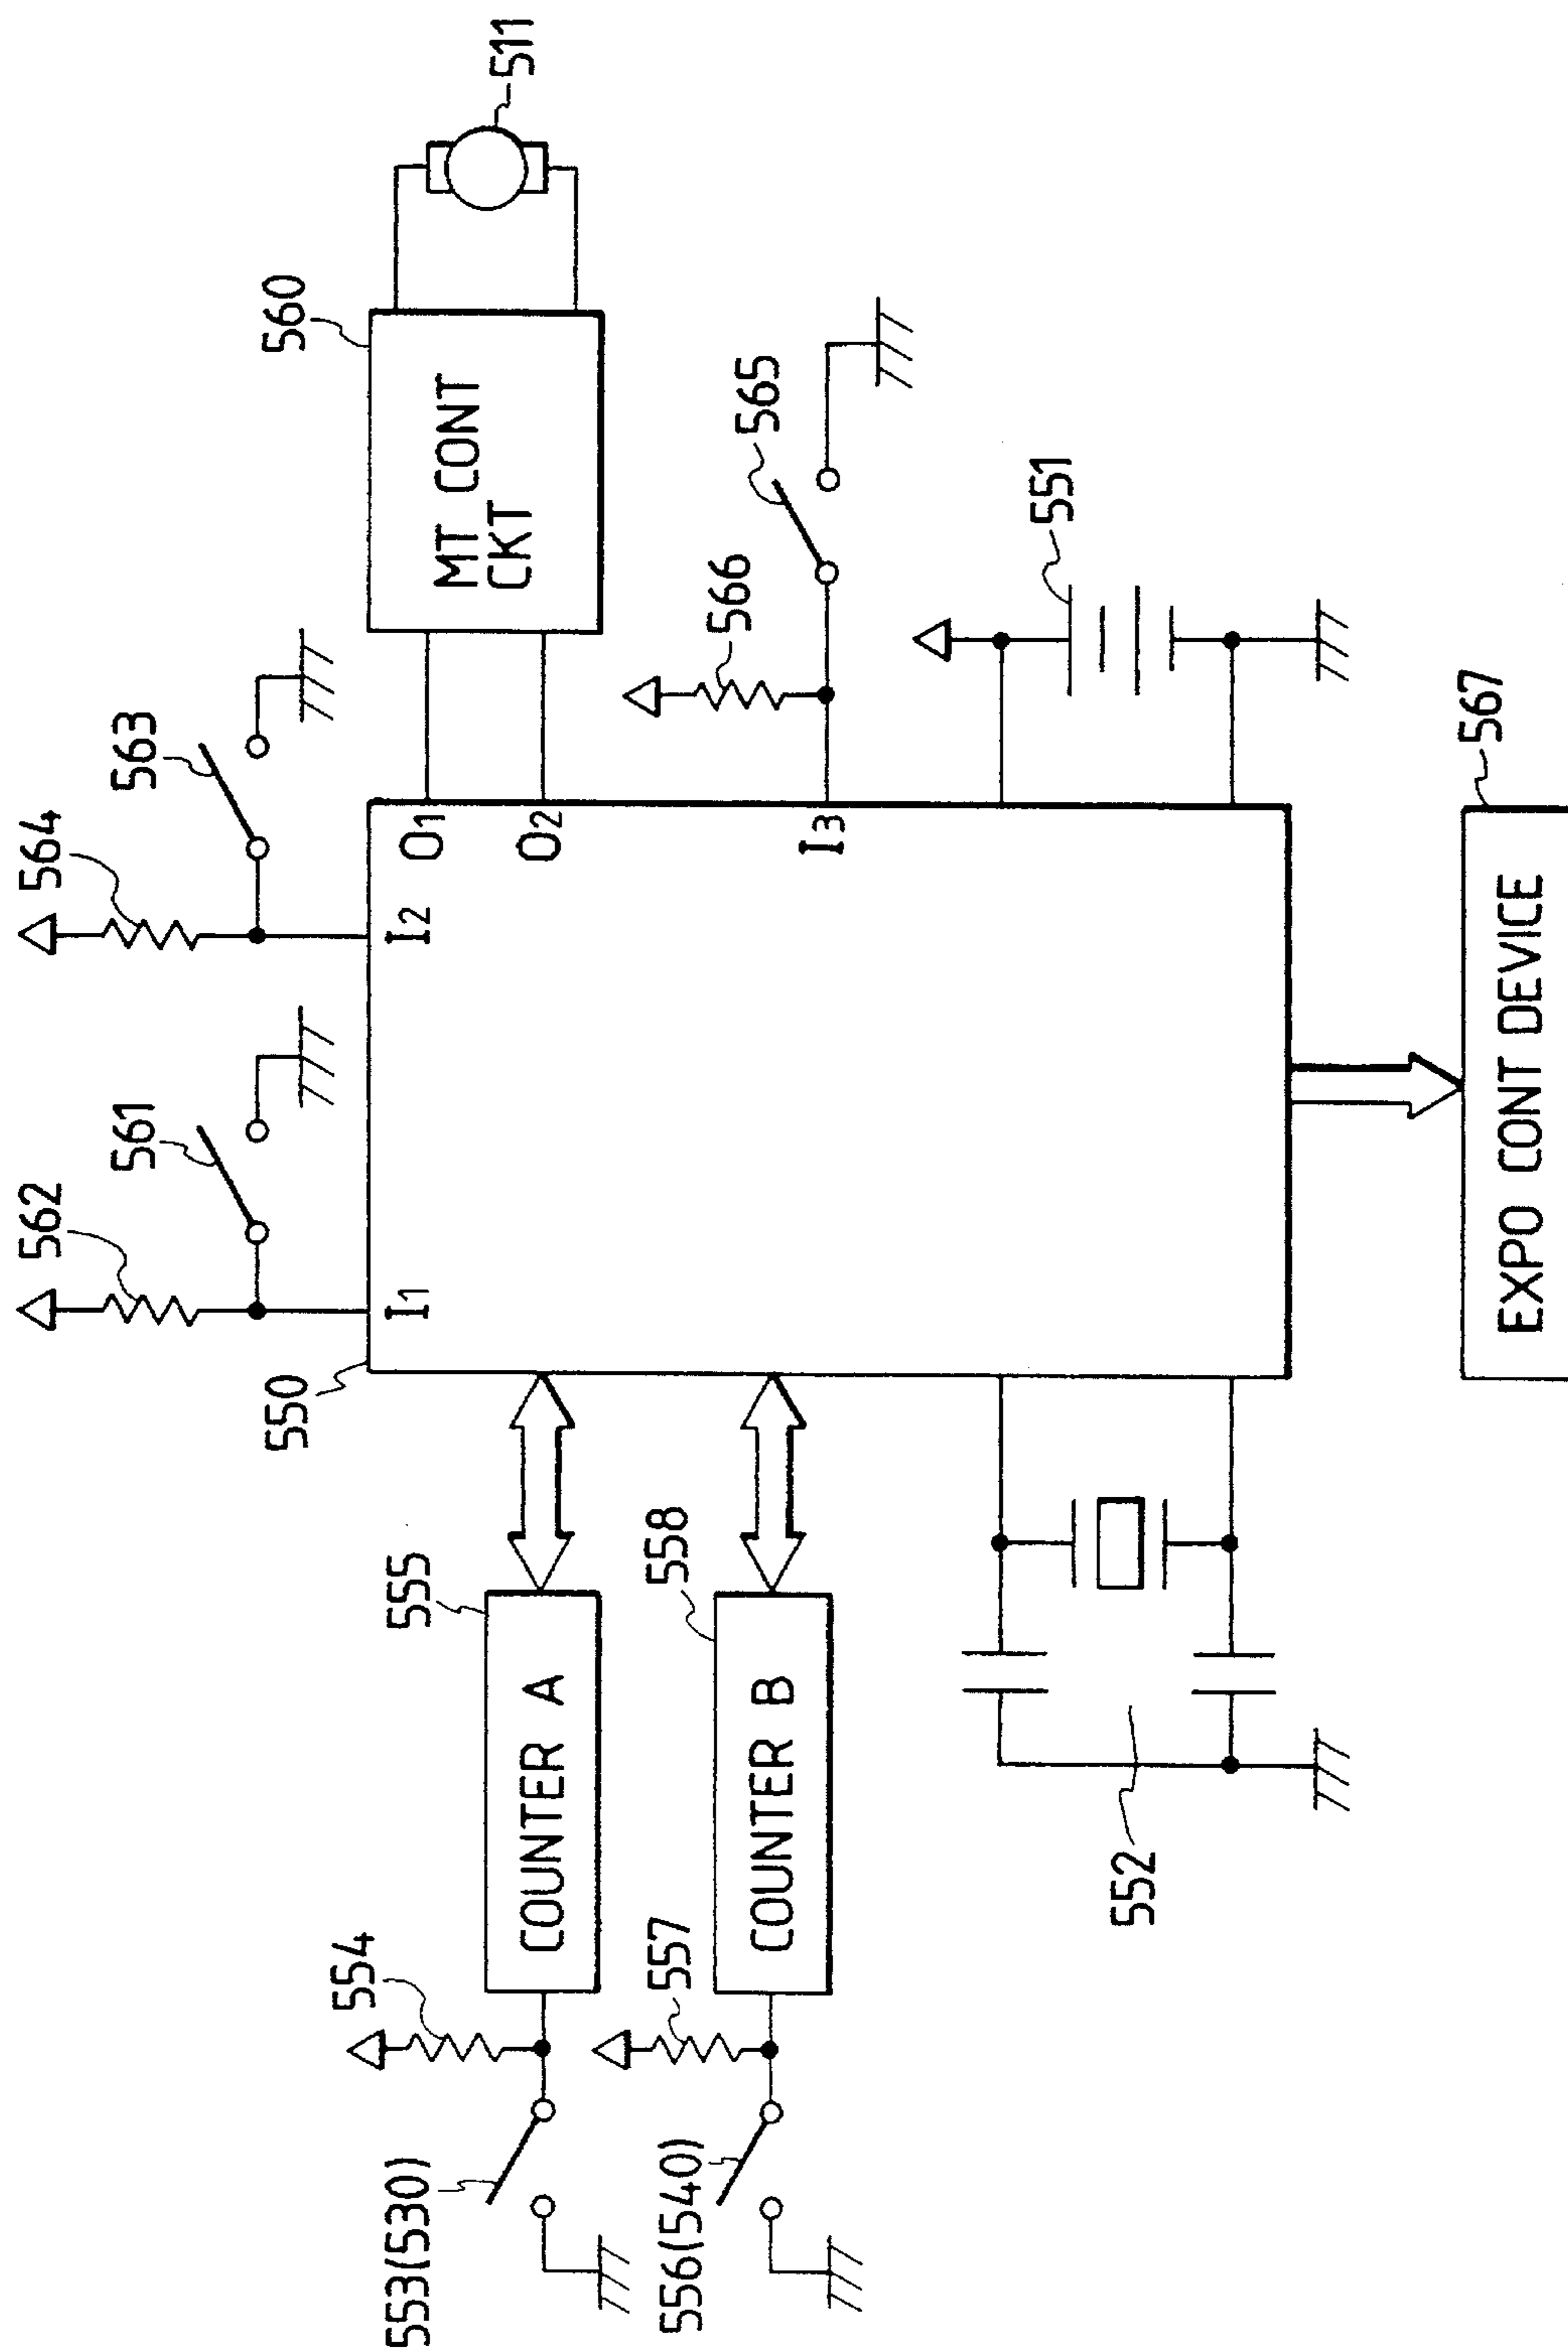 562
564
561
563
560
511
MT CONT
CKT
550
I1
I2
O1
O2
I3
566
565
551
555
COUNTER A
554
553(530)
558
COUNTER B
557
556(540)
552
567
EXPO CONT DEVICE